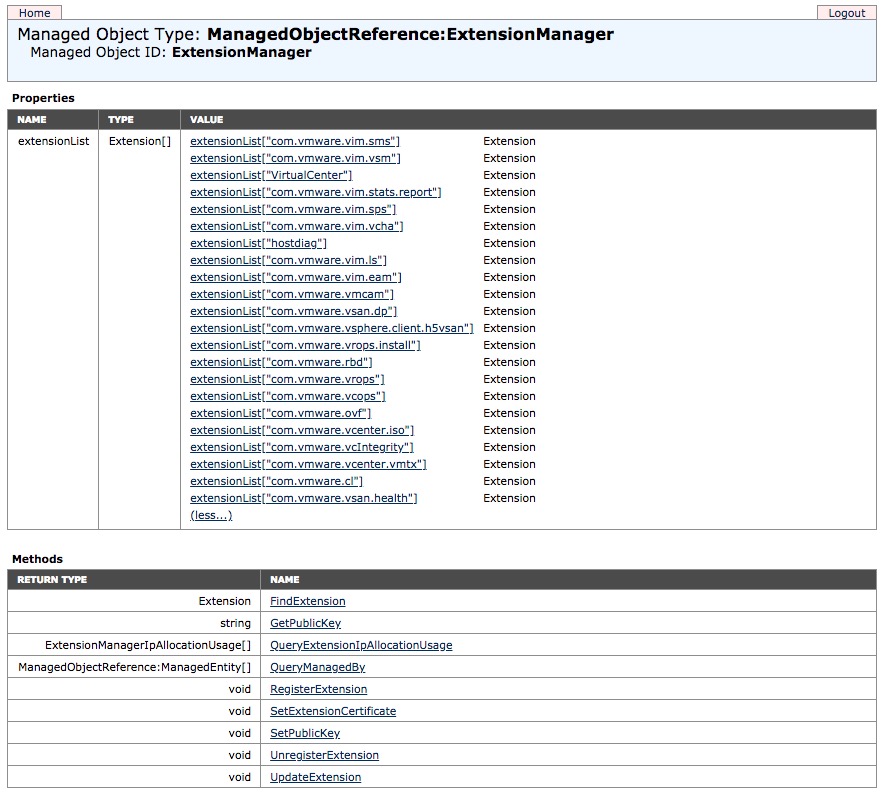 Home Logout
Managed Object Type: ManagedObjectReference:ExtensionManager
Managed Object ID: ExtensionManager
Properties
NAME TYPE VALUE
extensionList Extension[] extensionList["com.vmware.vim.sms"] Extension
extensionList["com.vmware.vim.vsm"] Extension
extensionList["VirtualCenter"] Extension
extensionList["com.vmware.vim.stats.report"] Extension
extensionList["com.vmware.vim.sps"] Extension
extensionList["com.vmware.vim.vcha"] Extension
extensionList["hostdiag"] Extension
extensionList["com.vmware.vim.ls"] Extension
extensionList["com.vmware.vim.eam"] Extension
extensionList["com.vmware.vmcam"] Extension
extensionList["com.vmware.vsan.dp"] Extension
extensionList["com.vmware.vsphere.client.h5vsan"] Extension
extensionList["com.vmware.vrops.install"] Extension
extensionList["com.vmware.rbd"] Extension
extensionList["com.vmware.vrops"] Extension
extensionList["com.vmware.vcops"] Extension
extensionList["com.vmware.ovf"] Extension
extensionList["com.vmware.vcenter.iso"] Extension
extensionList["com.vmware.vcIntegrity"] Extension
extensionList["com.vmware.vcenter.vmtx"] Extension
extensionList["com.vmware.cl"] Extension
extensionList["com.vmware.vsan.health"] Extension
(less...)
Methods
RETURN TYPE NAME
Extension FindExtension
string GetPublicKey
ExtensionManagerIpAllocationUsage[] QueryExtensionIpAllocationUsage
ManagedObjectReference:ManagedEntity[] QueryManagedBy
void RegisterExtension
void SetExtensionCertificate
void SetPublicKey
void UnregisterExtension
void UpdateExtension